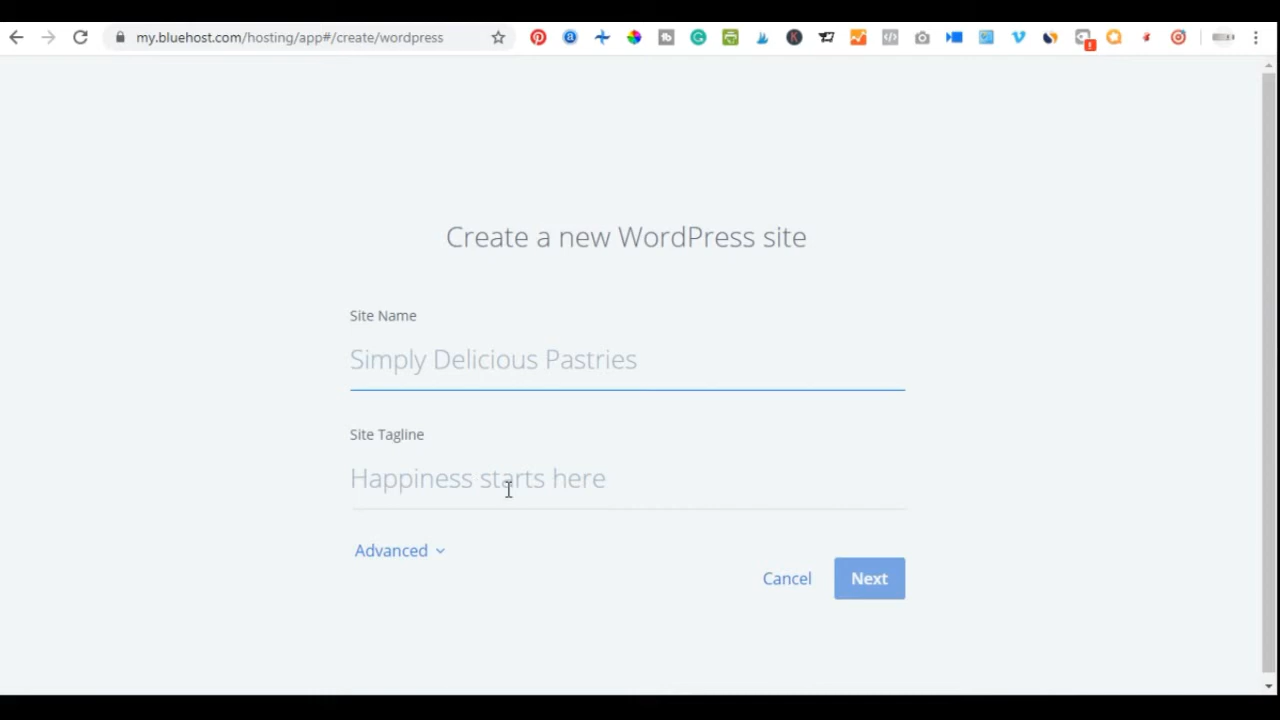 my.bluehost.com/hosting/app#/create/wordpress
Create a new WordPress site
Site Name
Simply Delicious Pastries
Site Tagline
Happiness starts here
Advanced
Cancel
Next